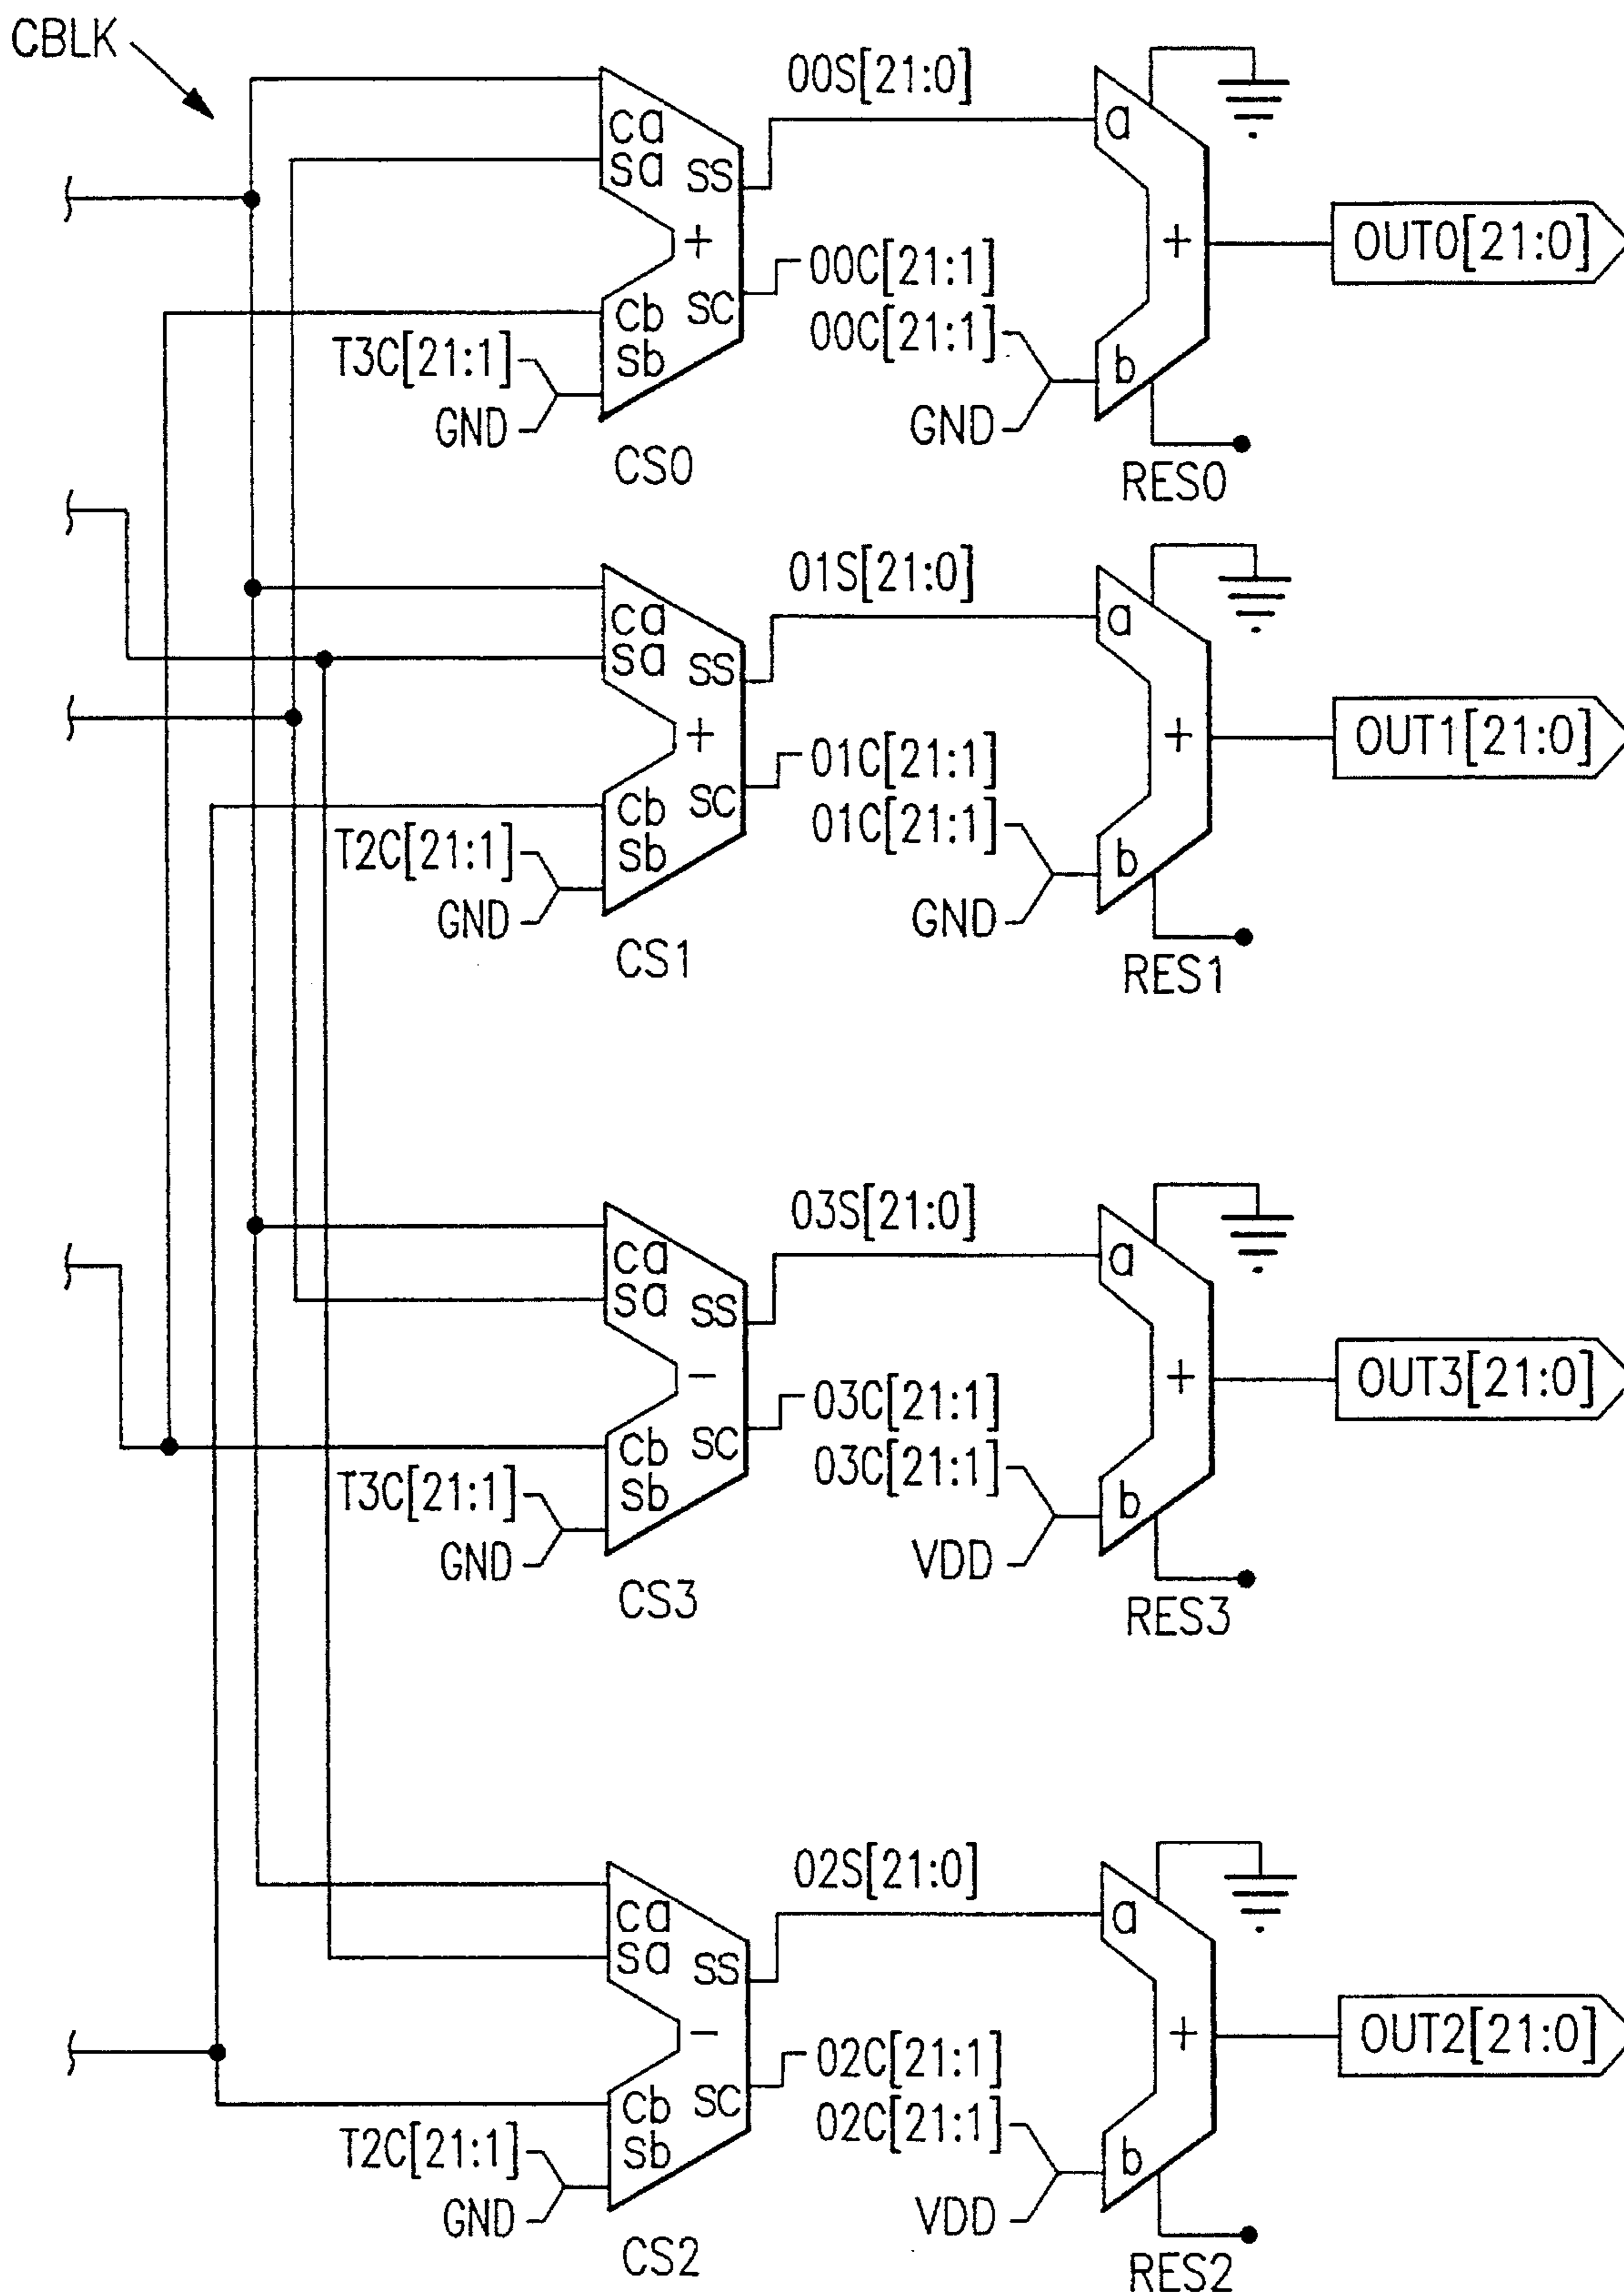 CBLK
00S[21:0]
ca
sa
SS
a
+
+
OUT0[21:0]
00C[21:1]
SC
cb
00C[21:1]
T3C[21:1]
sb
b
GND
GND
CS0
RES0
01S[21:0]
ca
sa
SS
a
+
+
OUT1[21:0]
01C[21:1]
SC
cb
01C[21:1]
T2C[21:1]
sb
b
GND
GND
CS1
RES1
03S[21:0]
ca
sa
SS
a
-
+
OUT3[21:0]
03C[21:1]
SC
cb
03C[21:1]
T3C[21:1]
sb
b
GND
VDD
CS3
RES3
02S[21:0]
ca
sa
SS
a
-
+
OUT2[21:0]
02C[21:1]
SC
cb
02C[21:1]
T2C[21:1]
sb
b
GND
VDD
CS2
RES2